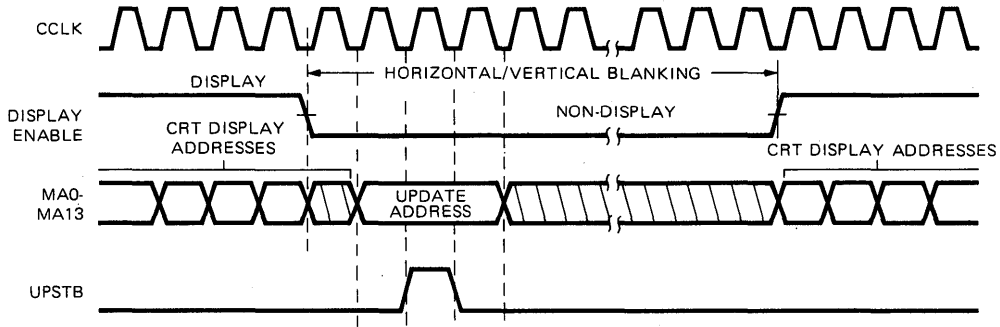 CCLK
HORIZONTAL/VERTICAL BLANKING
DISPLAY
DISPLAY
ENABLE
NON-DISPLAY
CRT DISPLAY
ADDRESSES
CRT DISPLAY ADDRESSES
MA0-
MA13
UPDATE
ADDRESS
UPSTB